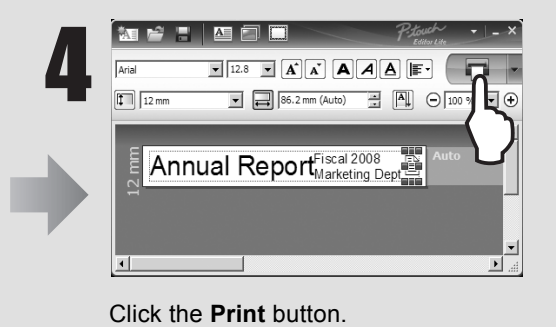 4
P-touch
Editor Lite
Arial 12.8 A A A A A
12 mm 86.2 mm (Auto) A 100 %
12 mm
Annual Report
Fiscal 2008
Marketing Dept
Auto
Click the Print button.